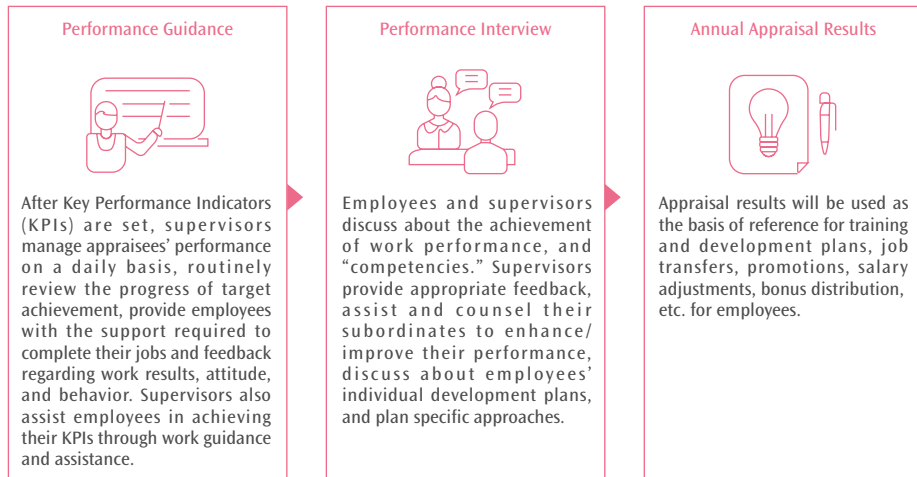 Performance Guidance
After Key Performance Indicators
(KPIs) are set, supervisors
manage appraisees’ performance
on a daily basis, routinely
review the progress of target
achievement, provide employees
with the support required to
complete their jobs and feedback
regarding work results, attitude,
and behavior. Supervisors also
assist employees in achieving
their KPIs through work guidance
and assistance.
Performance Interview
Employees and supervisors
discuss about the achievement
of work performance, and
“competencies.” Supervisors
provide appropriate feedback,
assist and counsel their
subordinates to enhance/
improve their performance,
discuss about employees’
individual development plans,
and plan specific approaches.
Annual Appraisal Results
Appraisal results will be used as
the basis of reference for training
and development plans, job
transfers, promotions, salary
adjustments, bonus distribution,
etc. for employees.